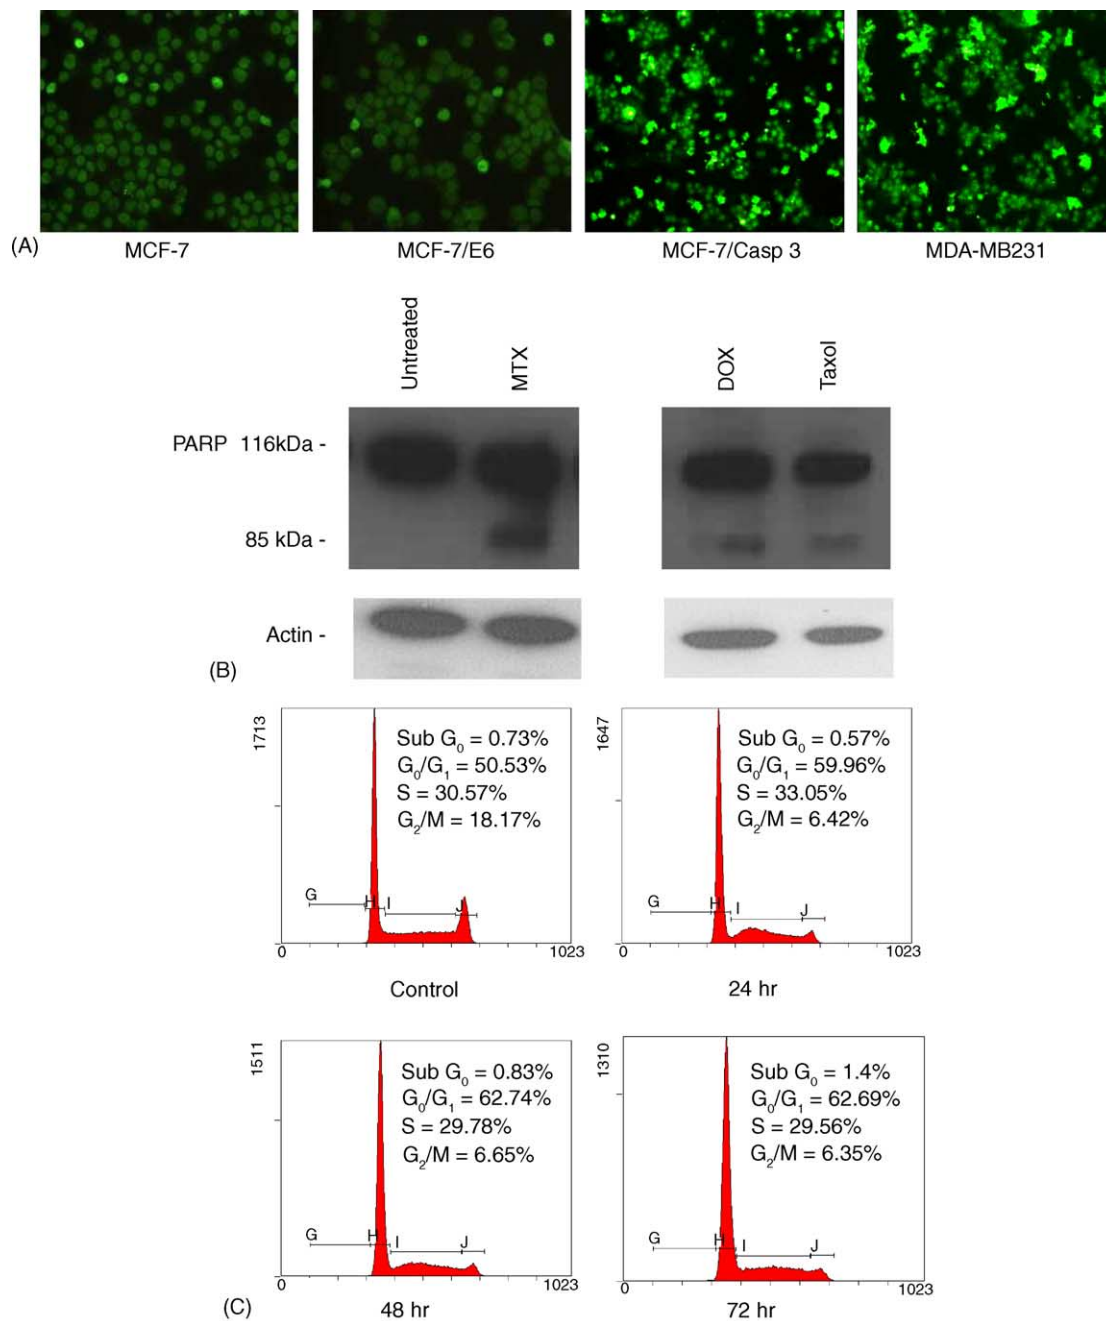 MCF-7
MCF-7/E6
MCF-7/Casp 3
MDA-MB231
(A)
Untreated
MTX
DOX
Taxol
PARP 116kDa -
85 kDa -
Actin -
(B)
1713
Sub G₀ = 0.73%
G₀/G₁ = 50.53%
S = 30.57%
G₂/M = 18.17%
G
H
I
J
0
1023
Control
1647
Sub G₀ = 0.57%
G₀/G₁ = 59.96%
S = 33.05%
G₂/M = 6.42%
G
H
I
J
0
1023
24 hr
1511
Sub G₀ = 0.83%
G₀/G₁ = 62.74%
S = 29.78%
G₂/M = 6.65%
G
H
I
J
0
1023
48 hr
1310
Sub G₀ = 1.4%
G₀/G₁ = 62.69%
S = 29.56%
G₂/M = 6.35%
G
H
I
J
0
1023
72 hr
(C)